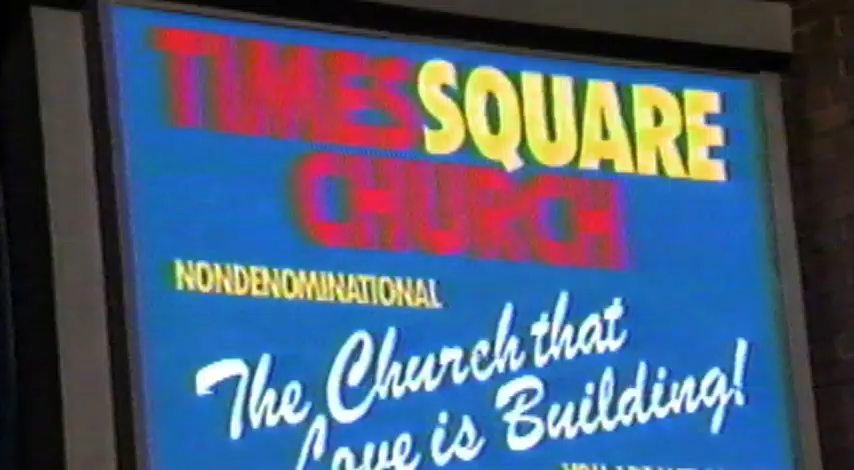 TIMES SQUARE
CHURCH
NONDENOMINATIONAL
The Church that
Love is Building!